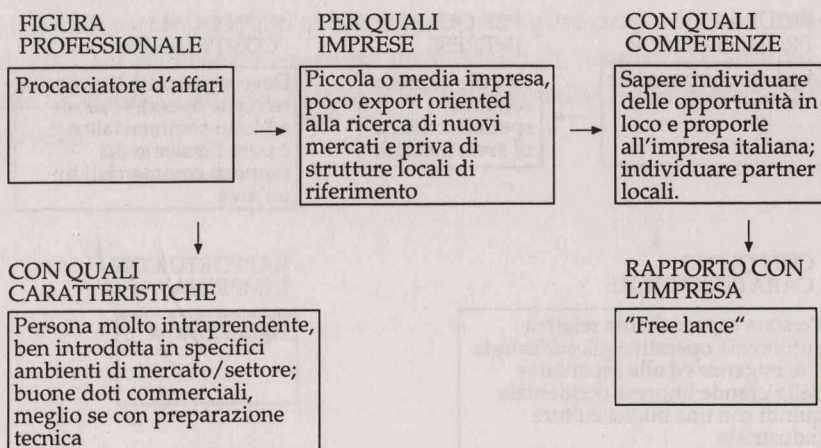 FIGURA
PROFESSIONALE
Procacciatore d'affari
PER QUALI
IMPRESE
Piccola o media impresa,
poco export oriented
alla ricerca di nuovi
mercati e priva di
strutture locali di
riferimento
CON QUALI
COMPETENZE
Sapere individuare
delle opportunità in
loco e proporle
all'impresa italiana;
individuare partner
locali.
CON QUALI
CARATTERISTICHE
Persona molto intraprendente,
ben introdotta in specifici
ambienti di mercato/settore;
buone doti commerciali,
meglio se con preparazione
tecnica
RAPPORTO CON
L'IMPRESA
"Free lance"